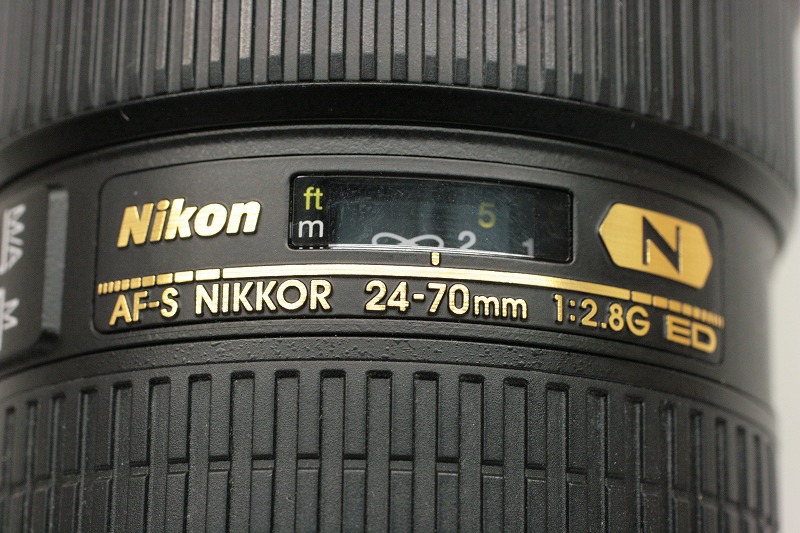 Nikon
ft 5
m ∞ 2 1
N
AF-S NIKKOR 24-70mm 1:2.8G ED
M/A
M